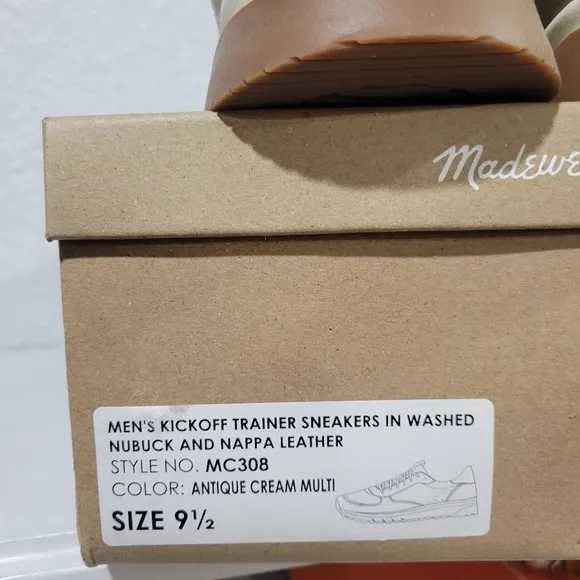 Madewe
MEN'S KICKOFF TRAINER SNEAKERS IN WASHED
NUBUCK AND NAPPA LEATHER
STYLE NO. MC308
COLOR: ANTIQUE CREAM MULTI
SIZE 9½